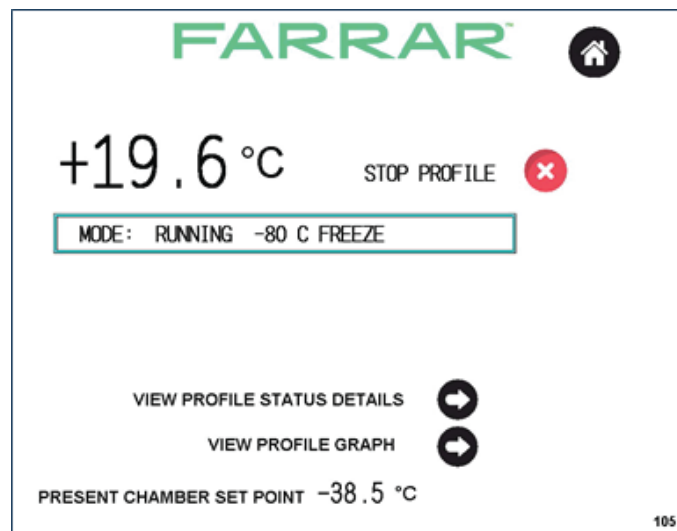 FARRAR™
+19.6 °C STOP PROFILE
MODE: RUNNING -80 C FREEZE
VIEW PROFILE STATUS DETAILS
VIEW PROFILE GRAPH
PRESENT CHAMBER SET POINT -38.5 °C
105